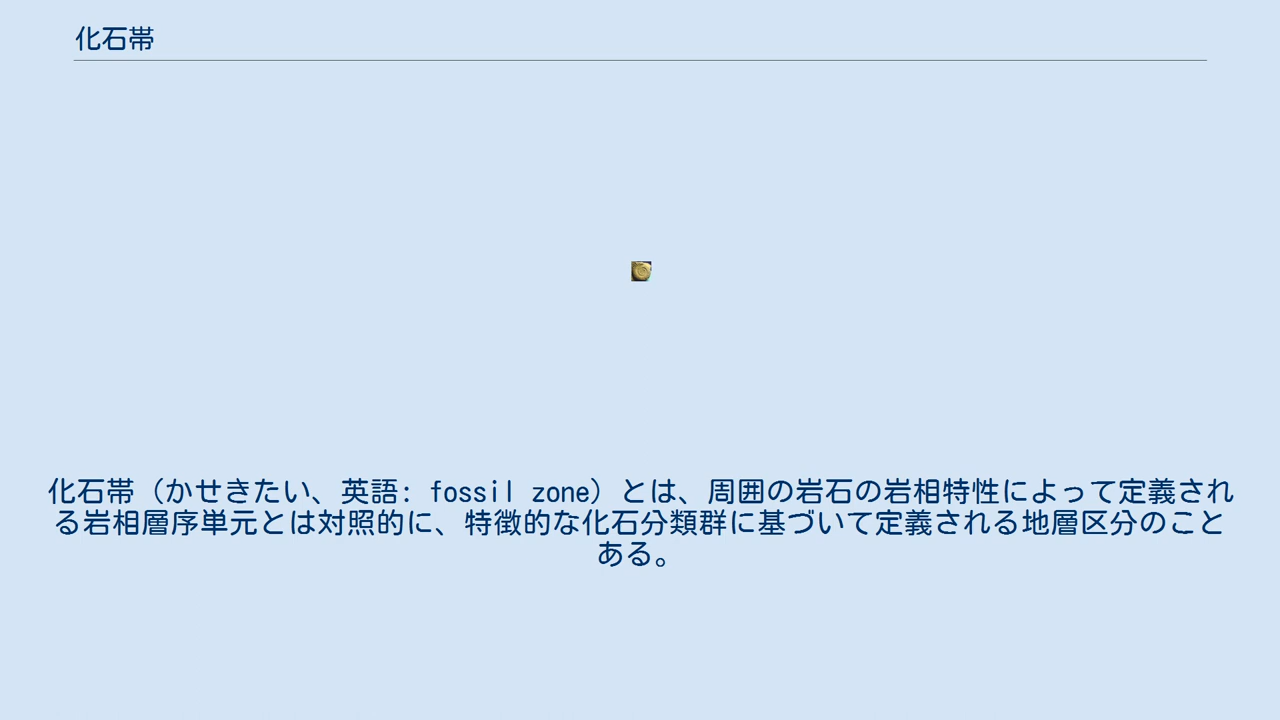 化石帯
化石帯（かせきたい、英語: fossil zone）とは、周囲の岩石の岩相特性によって定義され
る岩相層序単元とは対照的に、特徴的な化石分類群に基づいて定義される地層区分のこと
ある。